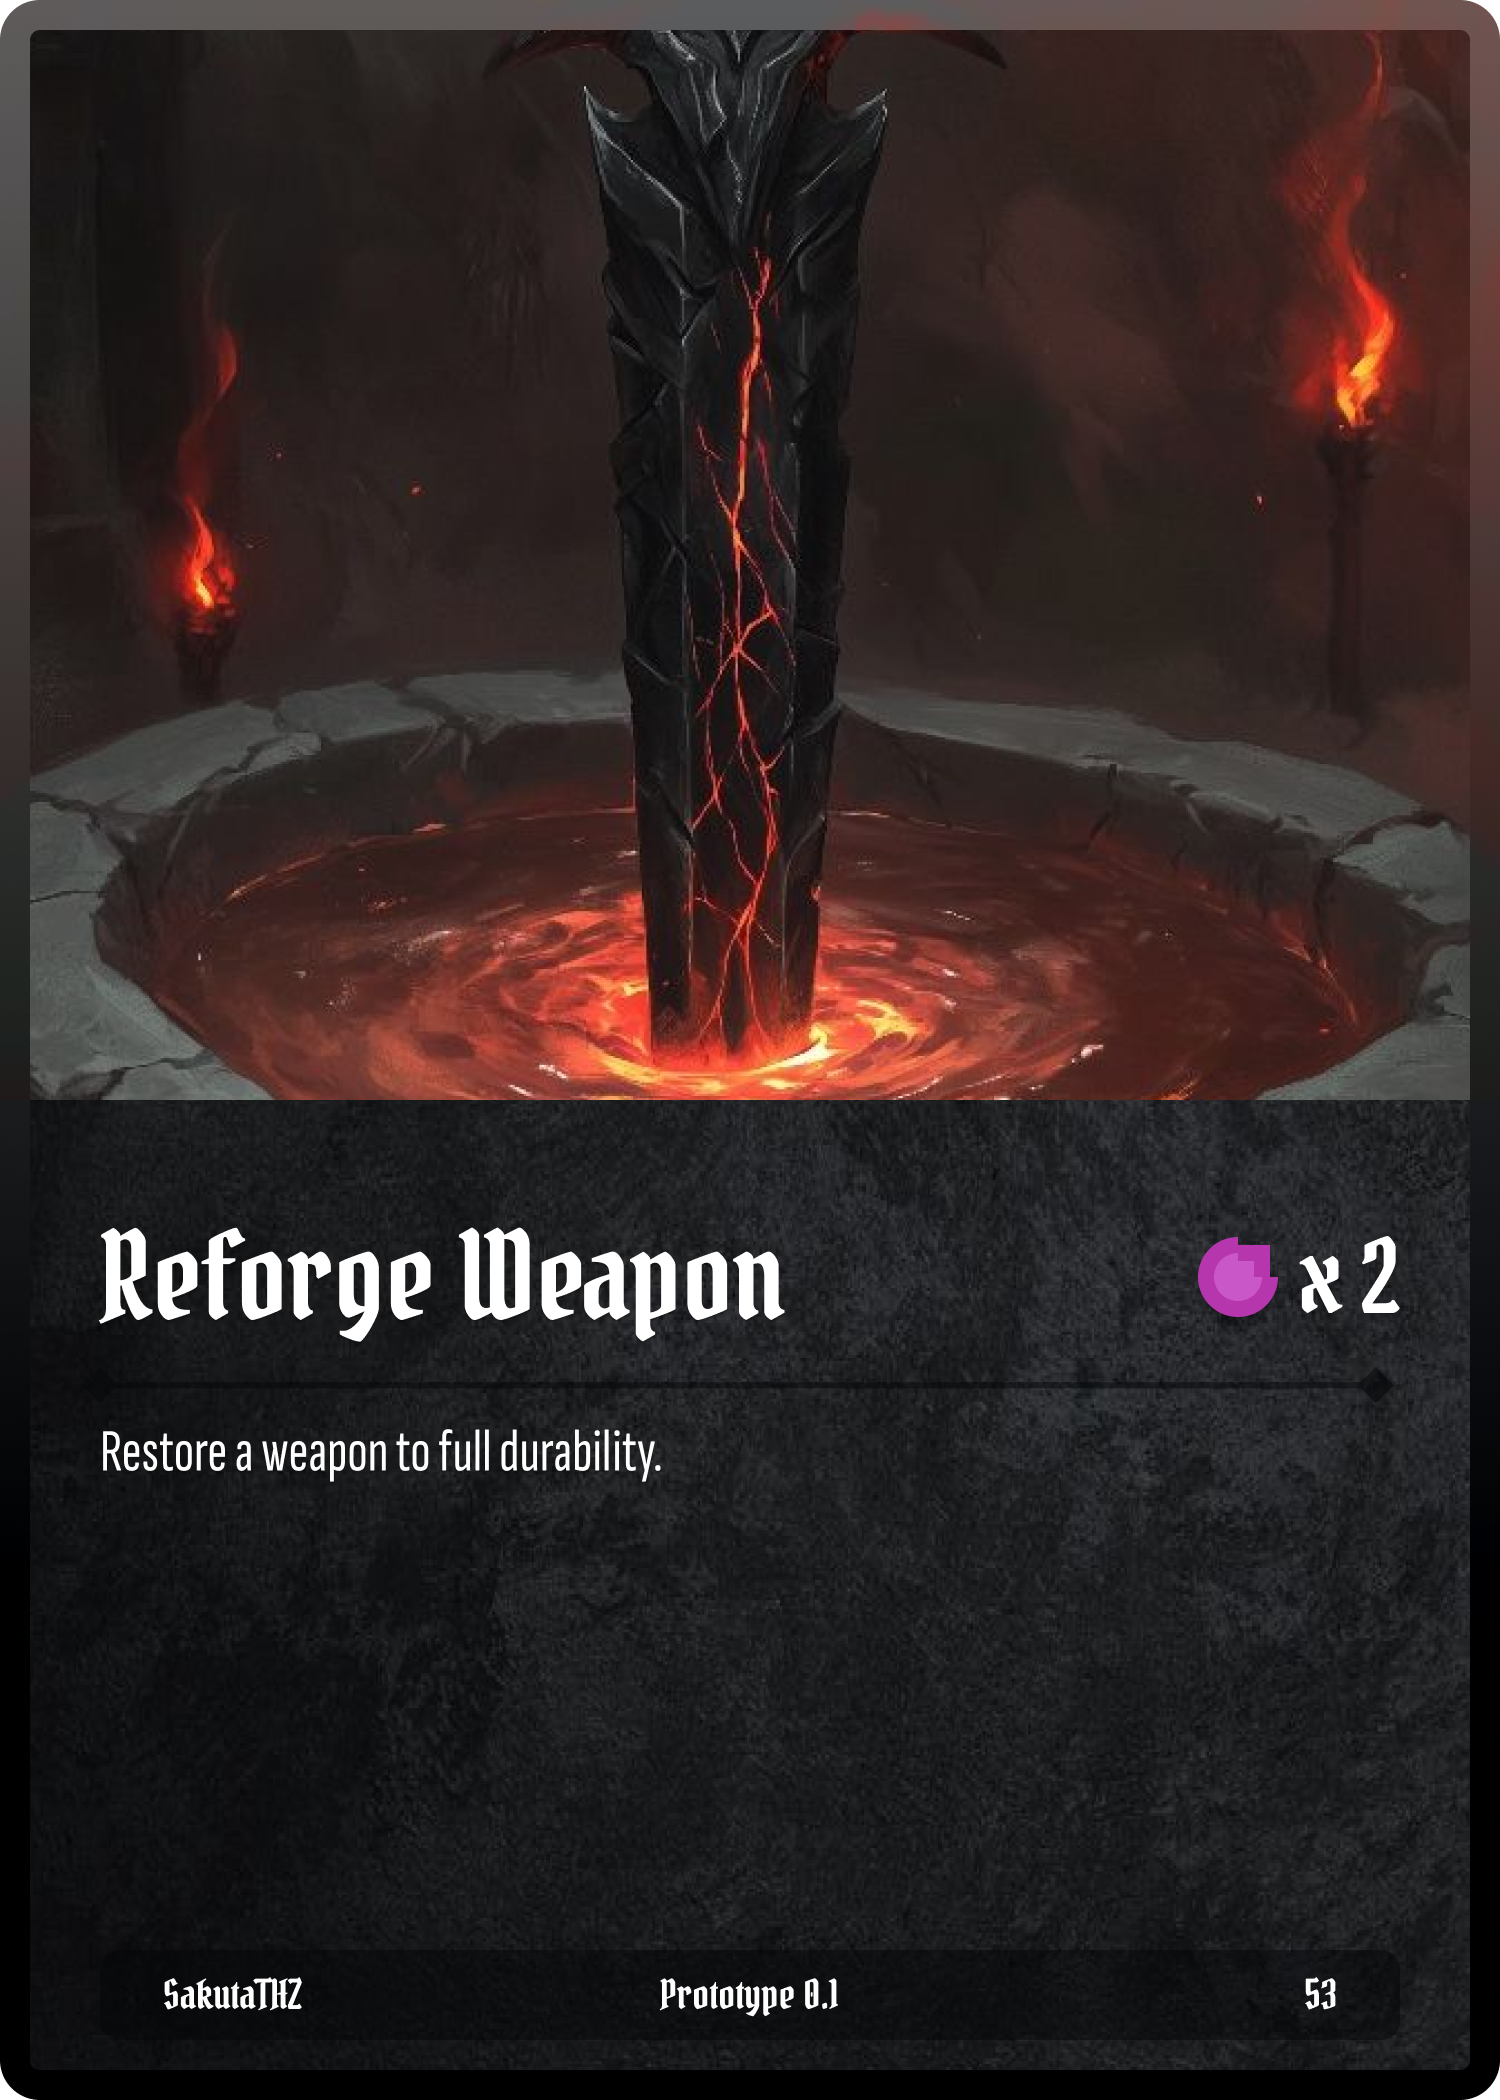 Reforge Weapon
x 2
Restore a weapon to full durability.
SakutaTHZ
Prototype 0.1
53